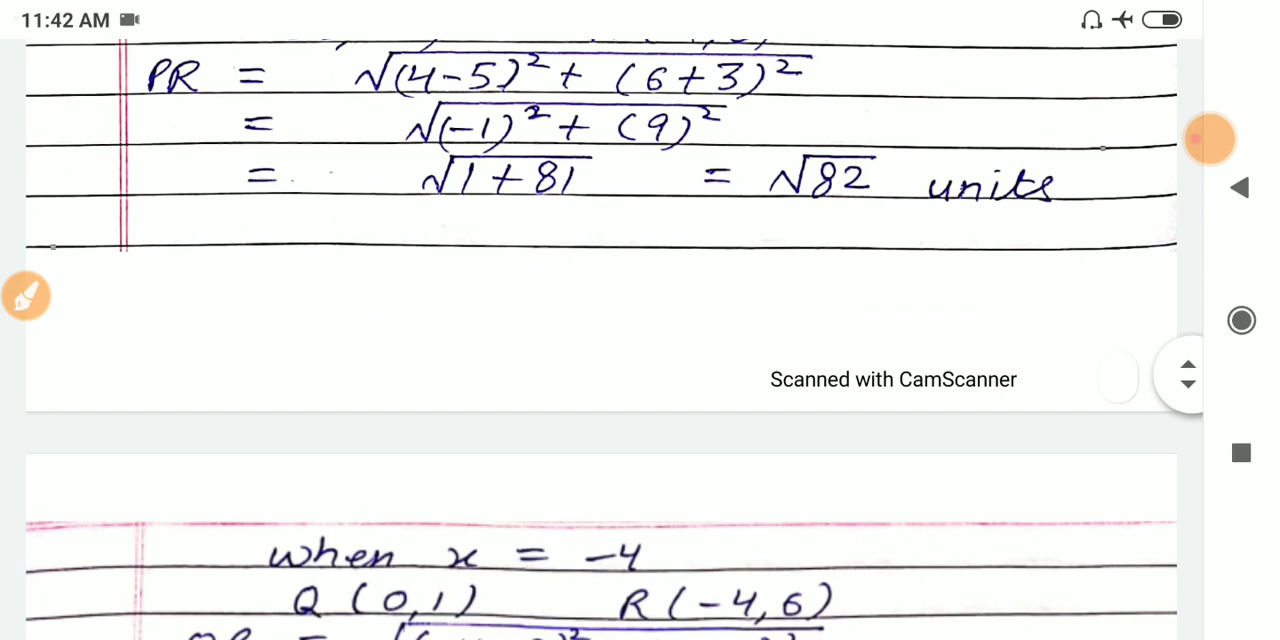 11:42 AM
PR = √(4-5)² + (6+3)²
= √(-1)² + (9)²
= √1+81 = √82 units
Scanned with CamScanner
when x = -4
Q (0,1) R (-4,6)